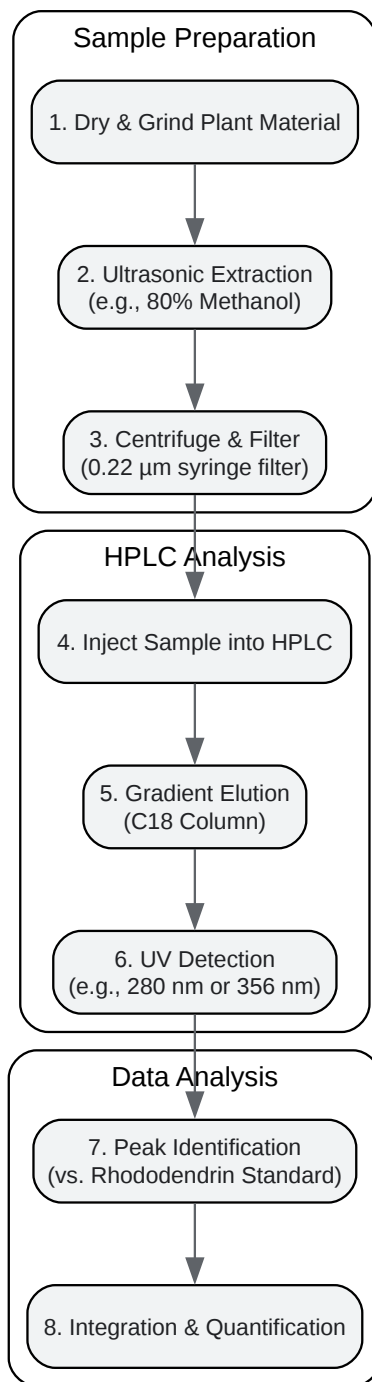 Sample Preparation
1. Dry & Grind Plant Material
2. Ultrasonic Extraction
(e.g., 80% Methanol)
3. Centrifuge & Filter
(0.22 µm syringe filter)
HPLC Analysis
4. Inject Sample into HPLC
5. Gradient Elution
(C18 Column)
6. UV Detection
(e.g., 280 nm or 356 nm)
Data Analysis
7. Peak Identification
(vs. Rhododendrin Standard)
8. Integration & Quantification